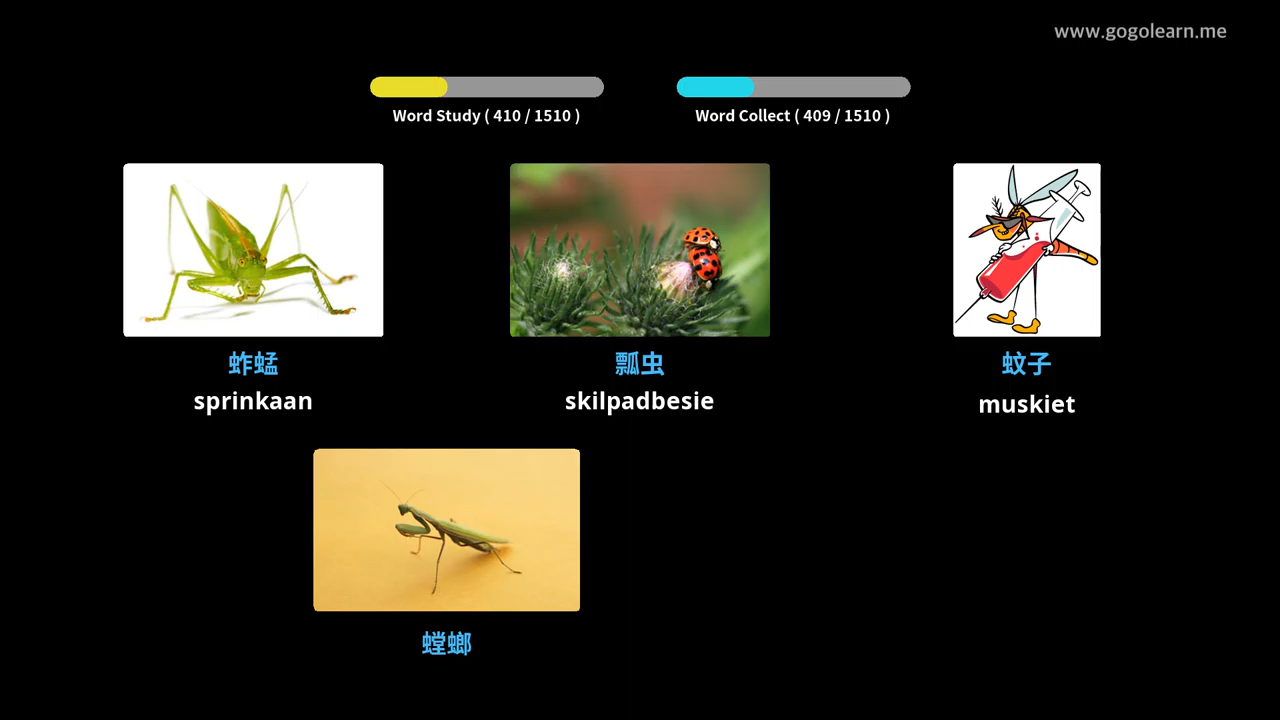 www.gogolearn.me
Word Study ( 410 / 1510 )
Word Collect ( 409 / 1510 )
蚱蜢
sprinkaan
瓢虫
skilpadbesie
蚊子
muskiet
螳螂